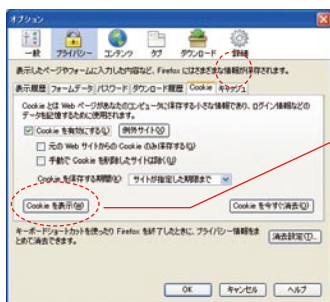 オプション
一般 プライバシー コンテンツ タブ ダウンロード 詳細
表示したページやフォームに入力した内容など、Firefox にはさまざまな情報が保存されます。
表示履歴 フォームデータ パスワード ダウンロード履歴 Cookie キャッシュ
Cookie とは Web ページがあなたのコンピュータに保存する小さな情報であり、ログイン情報などのデータを記憶するために使用されます。
Cookie を有効にする(L) 例外サイト(X)
元の Web サイトからの Cookie のみ保存する(S)
手動で Cookie を削除したサイトは除く(U)
Cookie を保存する期間(K) サイトが指定した期限まで
Cookie を表示(W) Cookie を今すぐ消去(Q)
キーボードショートカットを使ったり Firefox を終了したときに、プライバシー情報をまとめて消去できます。 消去設定(T)...
OK キャンセル ヘルプ